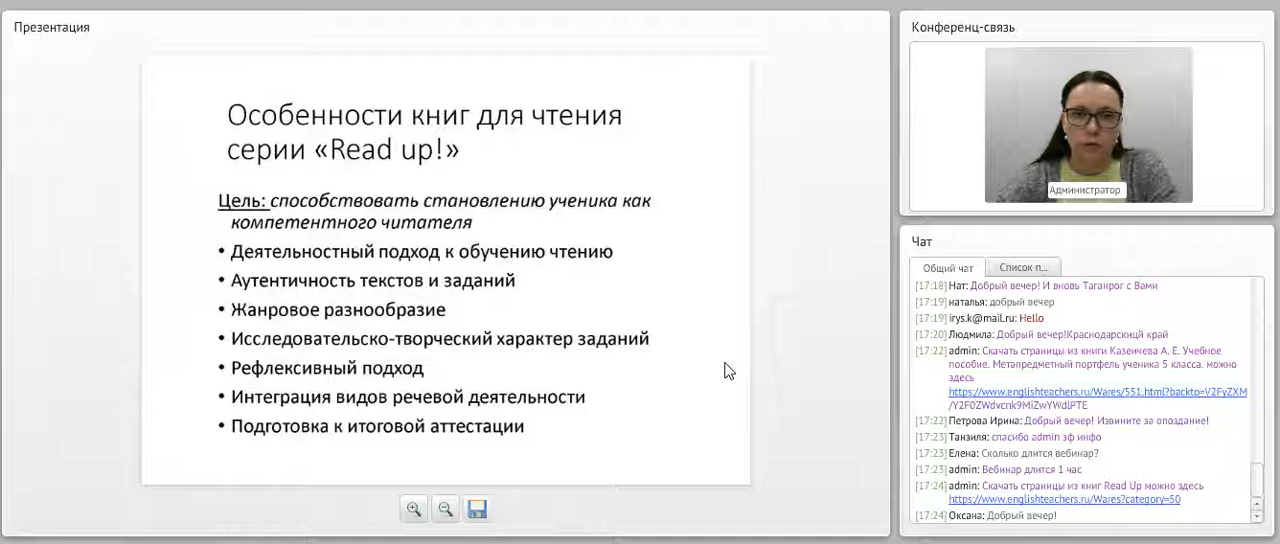 Презентация
Особенности книг для чтения
серии «Read up!»
Цель: способствовать становлению ученика как
компетентного читателя
• Деятельностный подход к обучению чтению
• Аутентичность текстов и заданий
• Жанровое разнообразие
• Исследовательско-творческий характер заданий
• Рефлексивный подход
• Интеграция видов речевой деятельности
• Подготовка к итоговой аттестации
Конференц-связь
Администратор
Чат
Общий чат
Список п...
[17:18] Нат: Добрый вечер! И вновь Таганрог с Вами
[17:19] наталья: добрый вечер
[17:19] irys.k@mail.ru: Hello
[17:20] Людмила: Добрый вечер!Краснодарскицй край
[17:22] admin: Скачать страницы из книги Казеичева А. Е. Учебное
пособие. Метапредметный портфель ученика 5 класса. можно
здесь
https://www.englishteachers.ru/Wares/551.html?backto=V2FyZXM
/Y2F0ZWdvcnk9MiZwYWdlPTE
[17:22] Петрова Ирина: Добрый вечер! Извините за опоздание!
[17:23] Танзиля: спасибо admin зф инфо
[17:23] Елена: Сколько длится вебинар?
[17:23] admin: Вебинар длится 1 час
[17:24] admin: Скачать страницы из книг Read Up можно здесь
https://www.englishteachers.ru/Wares?category=50
[17:24] Оксана: Добрый вечер!